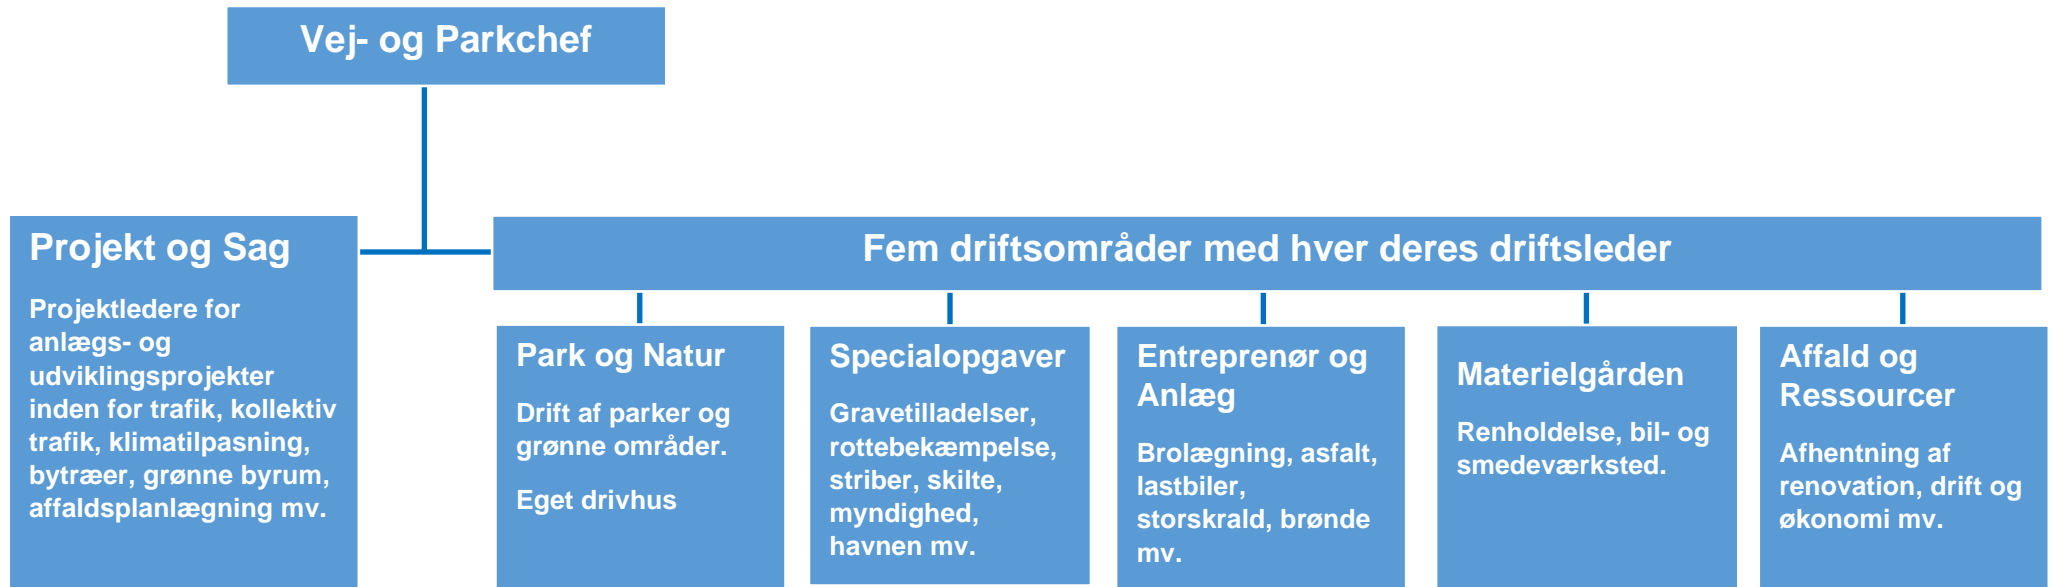 Vej- og Parkchef
Projekt og Sag
Projektledere for
anlægs- og
udviklingsprojekter
inden for trafik, kollektiv
trafik, klimatilpasning,
bytræer, grønne byrum,
affaldsplanlægning mv.
Fem driftsområder med hver deres driftsleder
Park og Natur
Drift af parker og
grønne områder.
Eget drivhus
Specialopgaver
Gravetilladelser,
rottebekæmpelse,
striber, skilte,
myndighed,
havnen mv.
Entreprenør og
Anlæg
Brolægning, asfalt,
lastbiler,
storskrald, brønde
mv.
Materielgården
Renholdelse, bil- og
smedeværksted.
Affald og
Ressourcer
Afhentning af
renovation, drift og
økonomi mv.